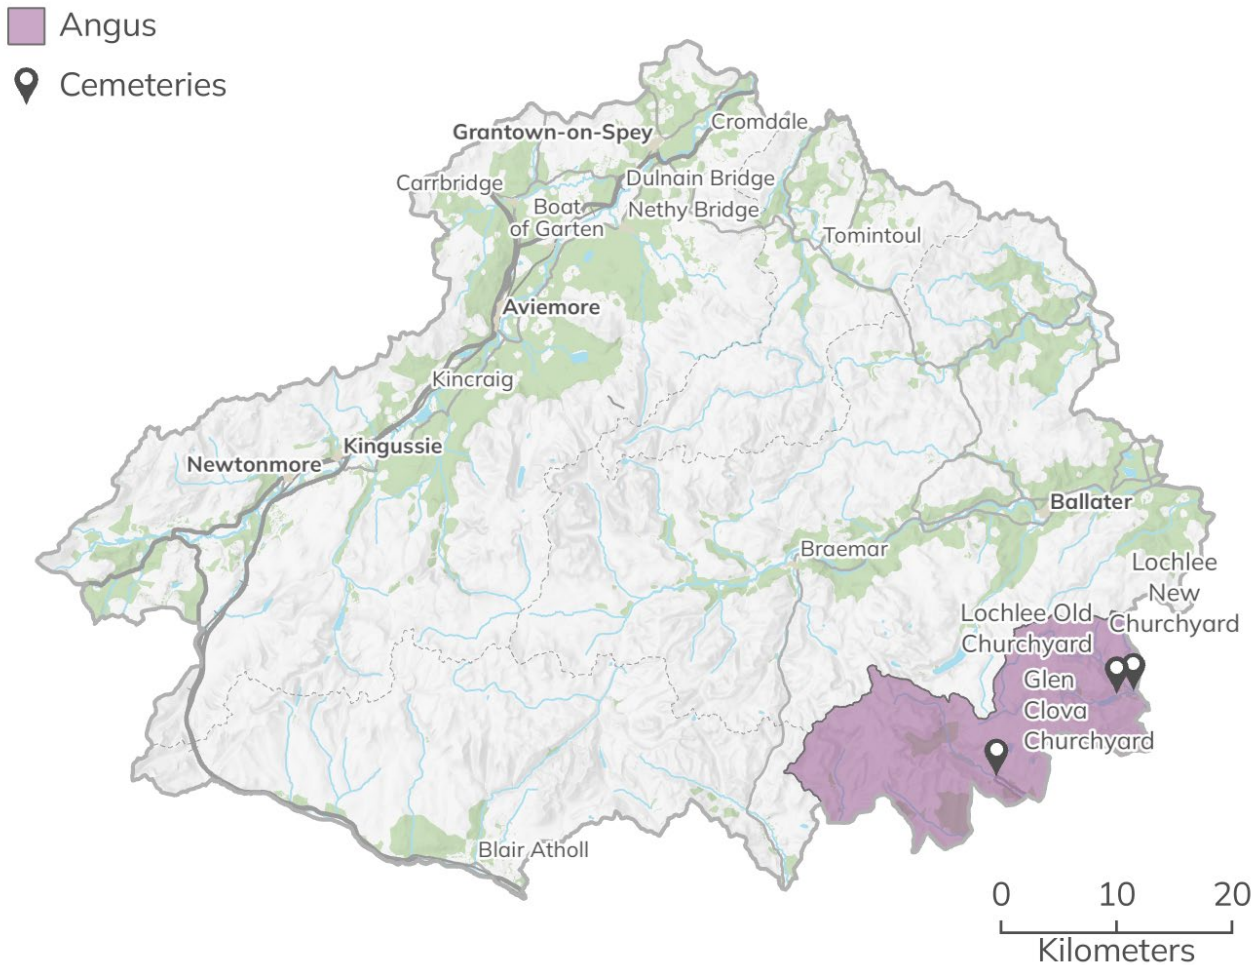 Angus
Cemeteries
Cromdale
Grantown-on-Spey
Carrbridge
Dulnain Bridge
Boat
of Garten
Nethy Bridge
Tomintoul
Aviemore
Kincraig
Kingussie
Newtonmore
Ballater
Braemar
Lochlee
New
Churchyard
Lochlee Old
Churchyard
Glen
Clova
Churchyard
Blair Atholl
0 10 20
Kilometers